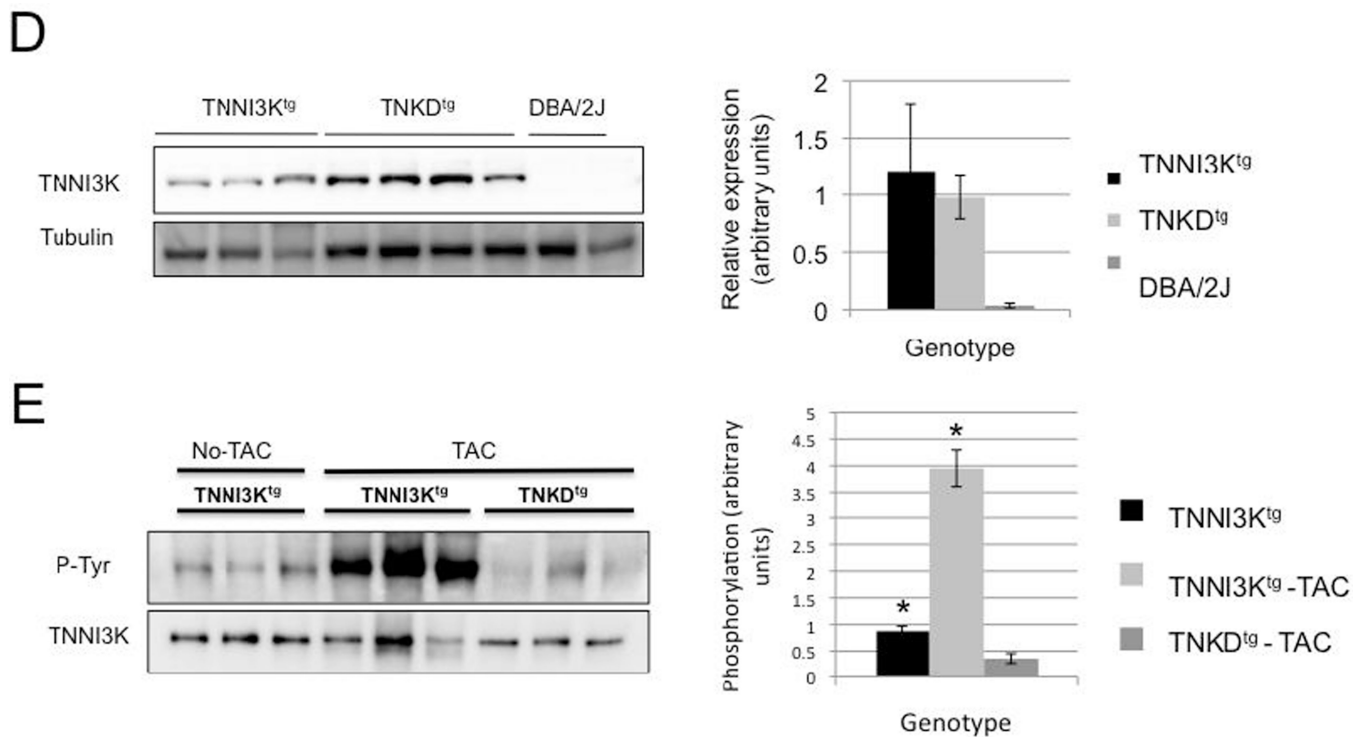 D
TNNI3Ktg TNKDtg DBA/2J
TNNI3K
Tubulin
Relative expression
(arbitrary units)
2
1.5
1
0.5
0
Genotype
TNNI3Ktg
TNKDtg
DBA/2J
E
No-TAC TAC
TNNI3Ktg TNNI3Ktg TNKDtg
P-Tyr
TNNI3K
Phosphorylation (arbitrary
units)
5
4.5
4
3.5
3
2.5
2
1.5
1
0.5
0
*
*
Genotype
TNNI3Ktg
TNNI3Ktg -TAC
TNKDtg - TAC